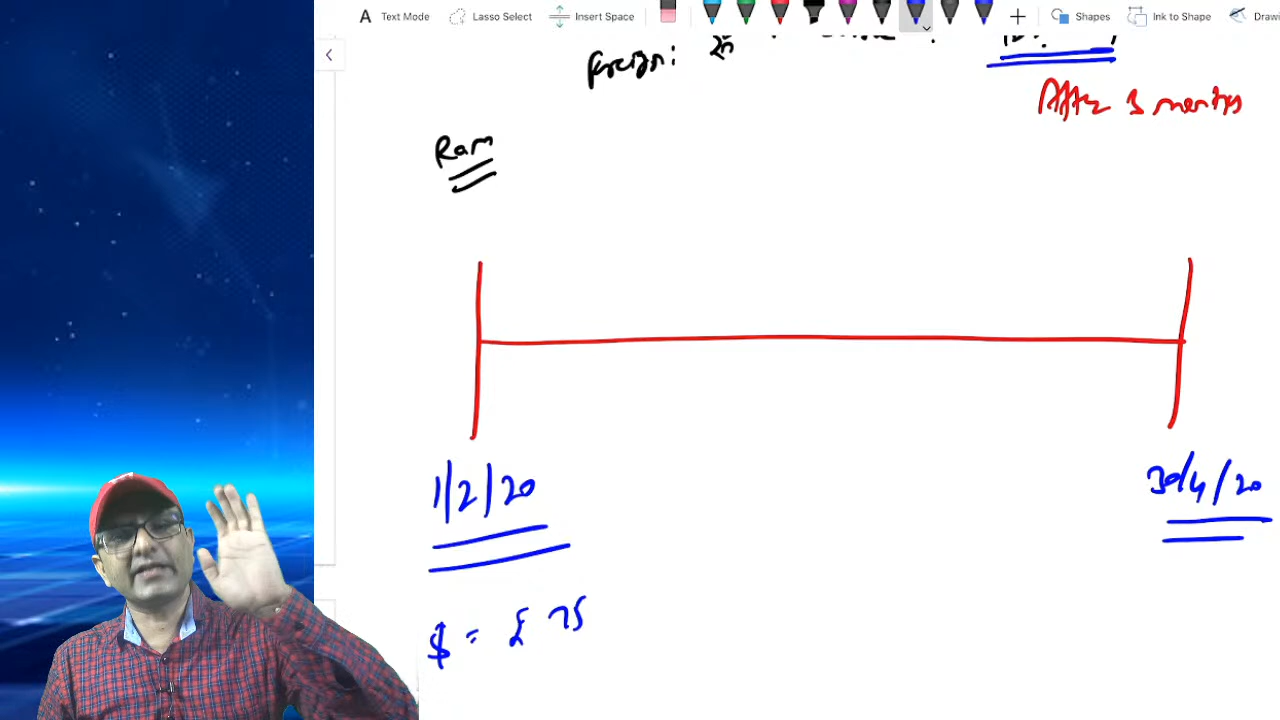 Text Mode Lasso Select Insert Space Shapes Ink to Shape
Foreign:
After 3 months
Ram
1/2/20 30/4/20
$ = £ 75